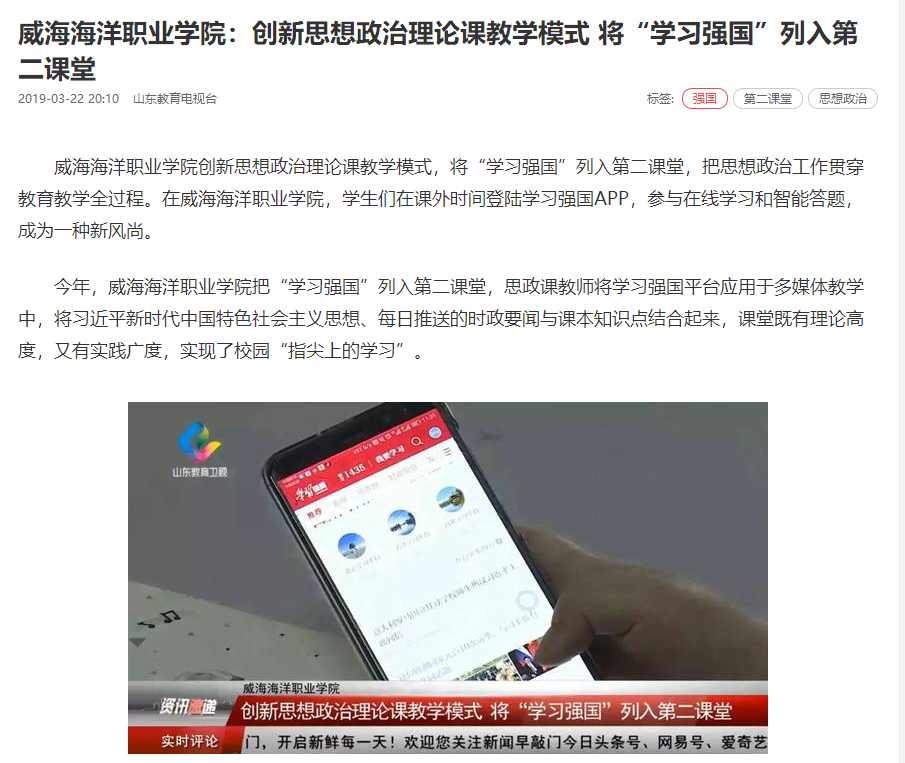 威海海洋职业学院：创新思想政治理论课教学模式 将“学习强国”列入第
二课堂
2019-03-22 20:10 山东教育电视台 标签: 强国 第二课堂 思想政治
威海海洋职业学院创新思想政治理论课教学模式，将“学习强国”列入第二课堂，把思想政治工作贯穿
教育教学全过程。在威海海洋职业学院，学生们在课外时间登陆学习强国APP，参与在线学习和智能答题，
成为一种新风尚。
今年，威海海洋职业学院把“学习强国”列入第二课堂，思政课教师将学习强国平台应用于多媒体教学
中，将习近平新时代中国特色社会主义思想、每日推送的时政要闻与课本知识点结合起来，课堂既有理论高
度，又有实践广度，实现了校园“指尖上的学习”。
山东教育卫视
1435 我要学习
推荐
威海海洋职业学院
资讯速递 创新思想政治理论课教学模式 将“学习强国”列入第二课堂
实时评论 门，开启新鲜每一天！欢迎您关注新闻早敲门今日头条号、网易号、爱奇艺